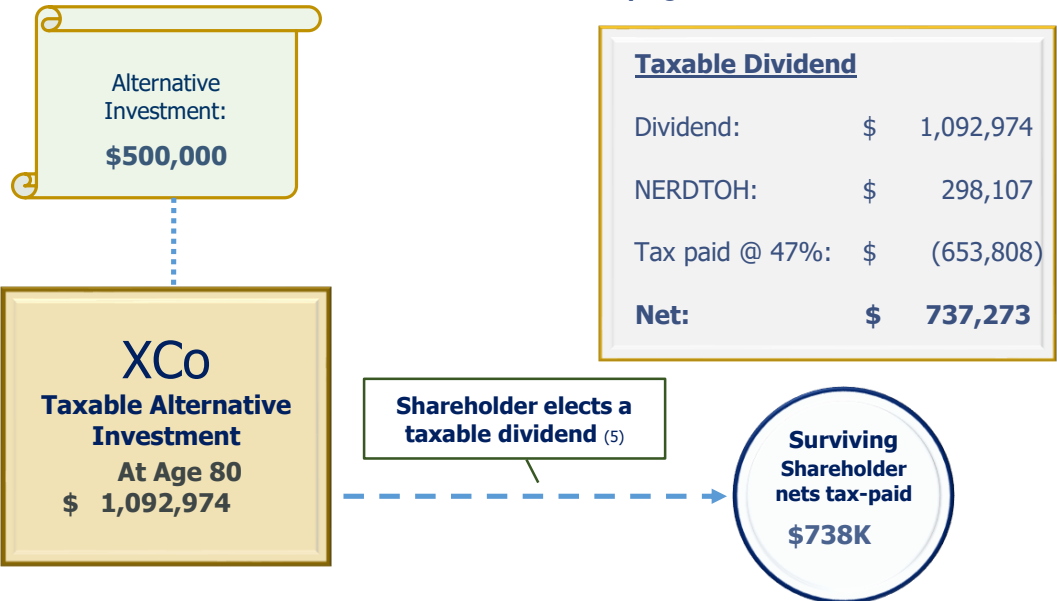 Alternative
Investment:
$500,000
Taxable Dividend
Dividend: $ 1,092,974
NERDTOH: $ 298,107
Tax paid @ 47%: $ (653,808)
Net: $ 737,273
XCo
Taxable Alternative
Investment
At Age 80
$ 1,092,974
Shareholder elects a
taxable dividend (5)
Surviving
Shareholder
nets tax-paid
$738K